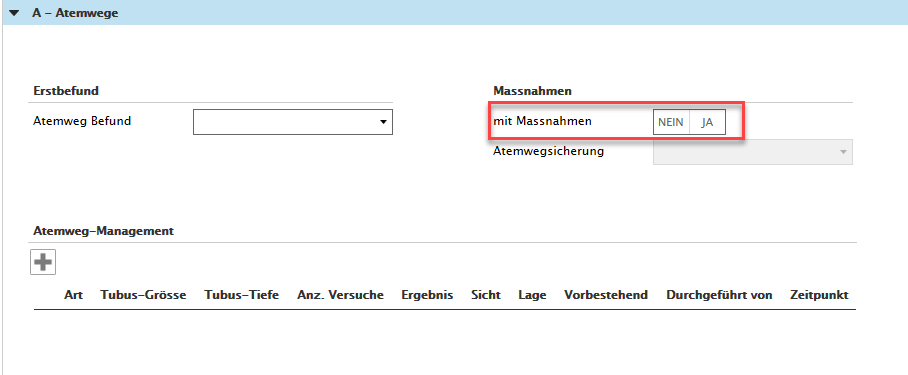 A – Atemwege
Erstbefund
Atemweg Befund
Massnahmen
mit Massnahmen NEIN JA
Atemwegsicherung
Atemweg-Management
Art Tubus-Grösse Tubus-Tiefe Anz. Versuche Ergebnis Sicht Lage Vorbestehend Durchgeführt von Zeitpunkt